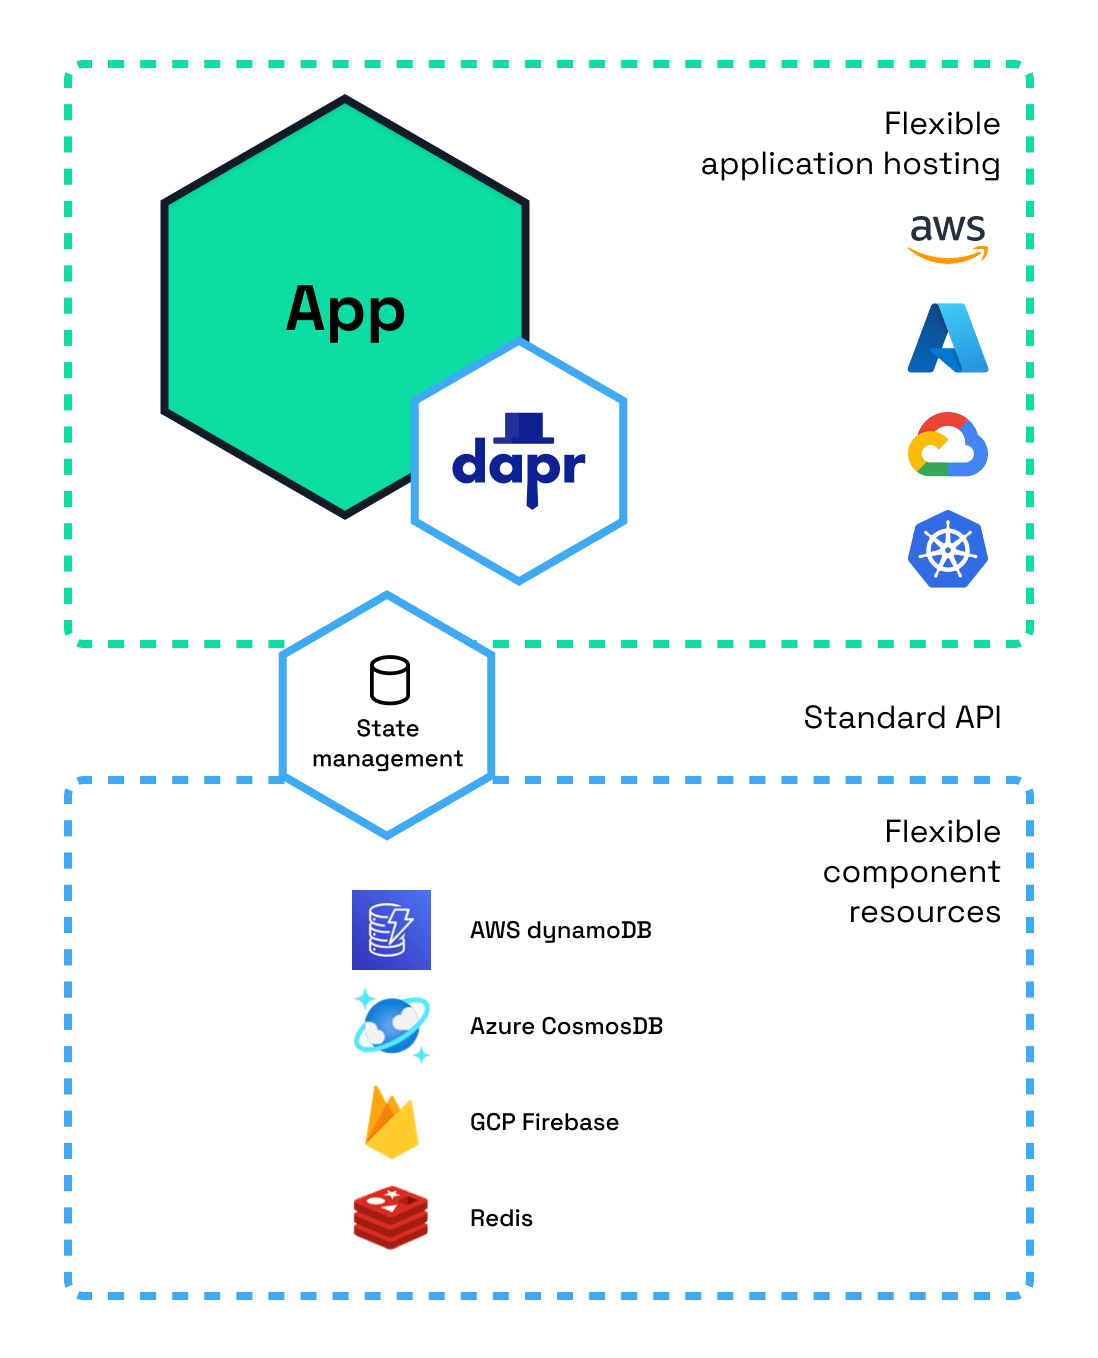 Flexible
application hosting
aws
App
dapr
State
management
Standard API
Flexible
component
resources
AWS dynamoDB
Azure CosmosDB
GCP Firebase
Redis